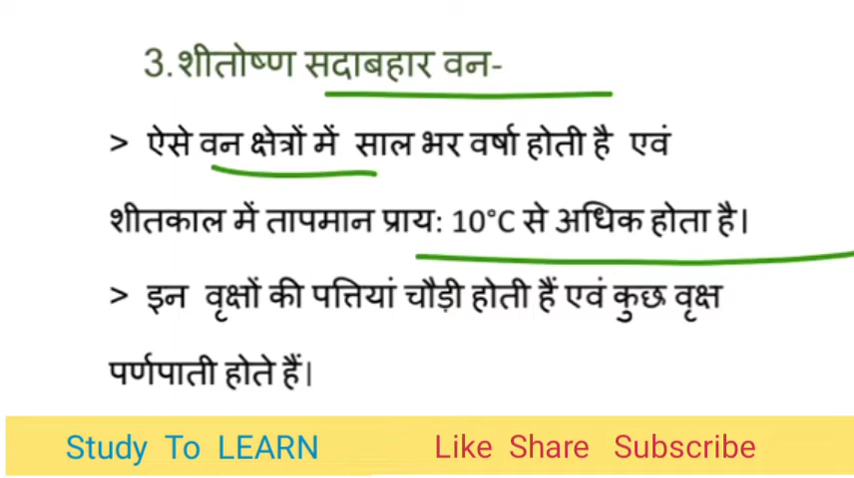 3.शीतोष्ण सदाबहार वन-
> ऐसे वन क्षेत्रों में साल भर वर्षा होती है एवं
शीतकाल में तापमान प्राय: 10°C से अधिक होता है।
> इन वृक्षों की पत्तियां चौड़ी होती हैं एवं कुछ वृक्ष
पर्णपाती होते हैं।
Study To LEARN Like Share Subscribe